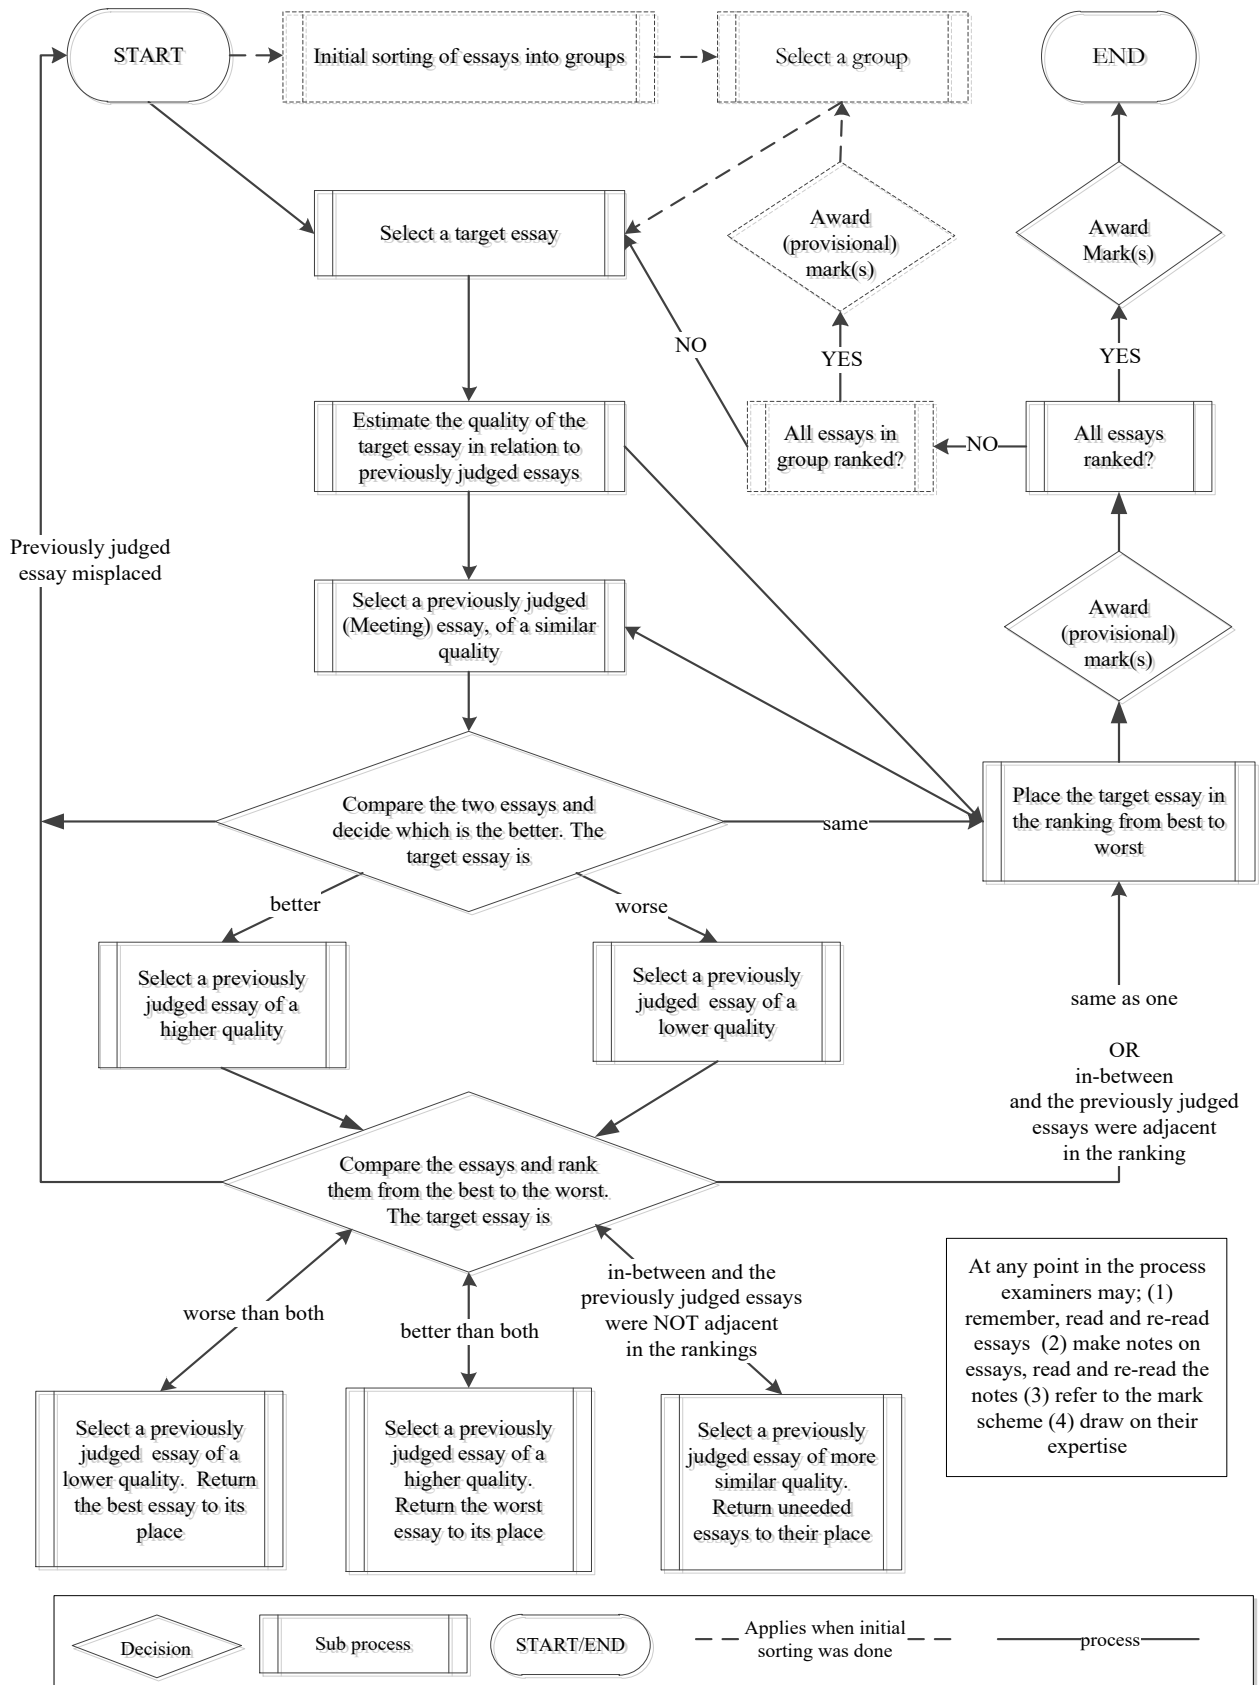 START
Initial sorting of essays into groups
Select a group
END
Select a target essay
Award
(provisional)
mark(s)
Award
Mark(s)
NO
YES
YES
Estimate the quality of the
target essay in relation to
previously judged essays
All essays in
group ranked?
NO
All essays
ranked?
Previously judged
essay misplaced
Select a previously judged
(Meeting) essay, of a similar
quality
Award
(provisional)
mark(s)
Compare the two essays and
decide which is the better. The
target essay is
same
Place the target essay in
the ranking from best to
worst
better
worse
Select a previously
judged essay of a
higher quality
Select a previously
judged  essay of a
lower quality
same as one
OR
in-between
and the previously judged
essays were adjacent
in the ranking
Compare the essays and rank
them from the best to the worst.
The target essay is
worse than both
better than both
in-between and the
previously judged essays
were NOT adjacent
in the rankings
At any point in the process
examiners may; (1)
remember, read and re-read
essays  (2) make notes on
essays, read and re-read the
notes (3) refer to the mark
scheme (4) draw on their
expertise
Select a previously
judged  essay of a
lower quality.  Return
the best essay to its
place
Select a previously
judged essay of a
higher quality.
Return the worst
essay to its place
Select a previously
judged essay of more
similar quality.
Return uneeded
essays to their place
Decision
Sub process
START/END
Applies when initial
sorting was done
process